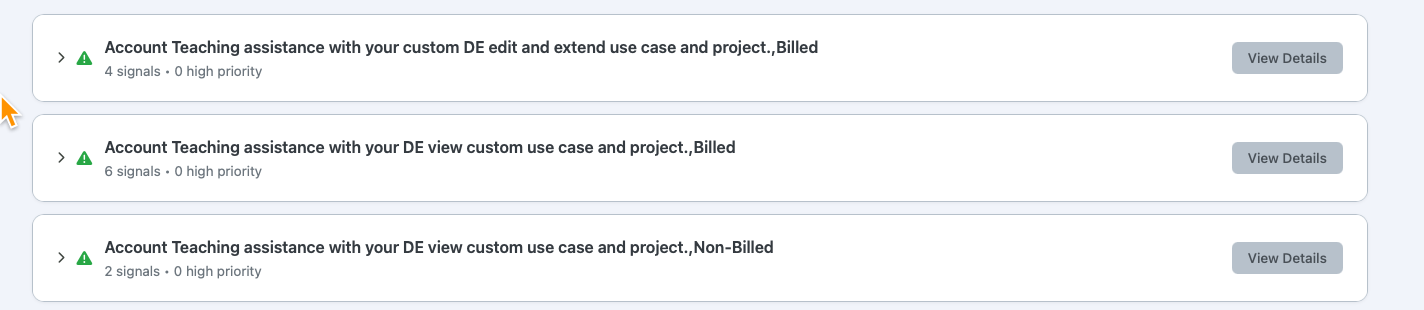 Account Teaching assistance with your custom DE edit and extend use case and project.,Billed
4 signals • 0 high priority
View Details
Account Teaching assistance with your DE view custom use case and project.,Billed
6 signals • 0 high priority
View Details
Account Teaching assistance with your DE view custom use case and project.,Non-Billed
2 signals • 0 high priority
View Details